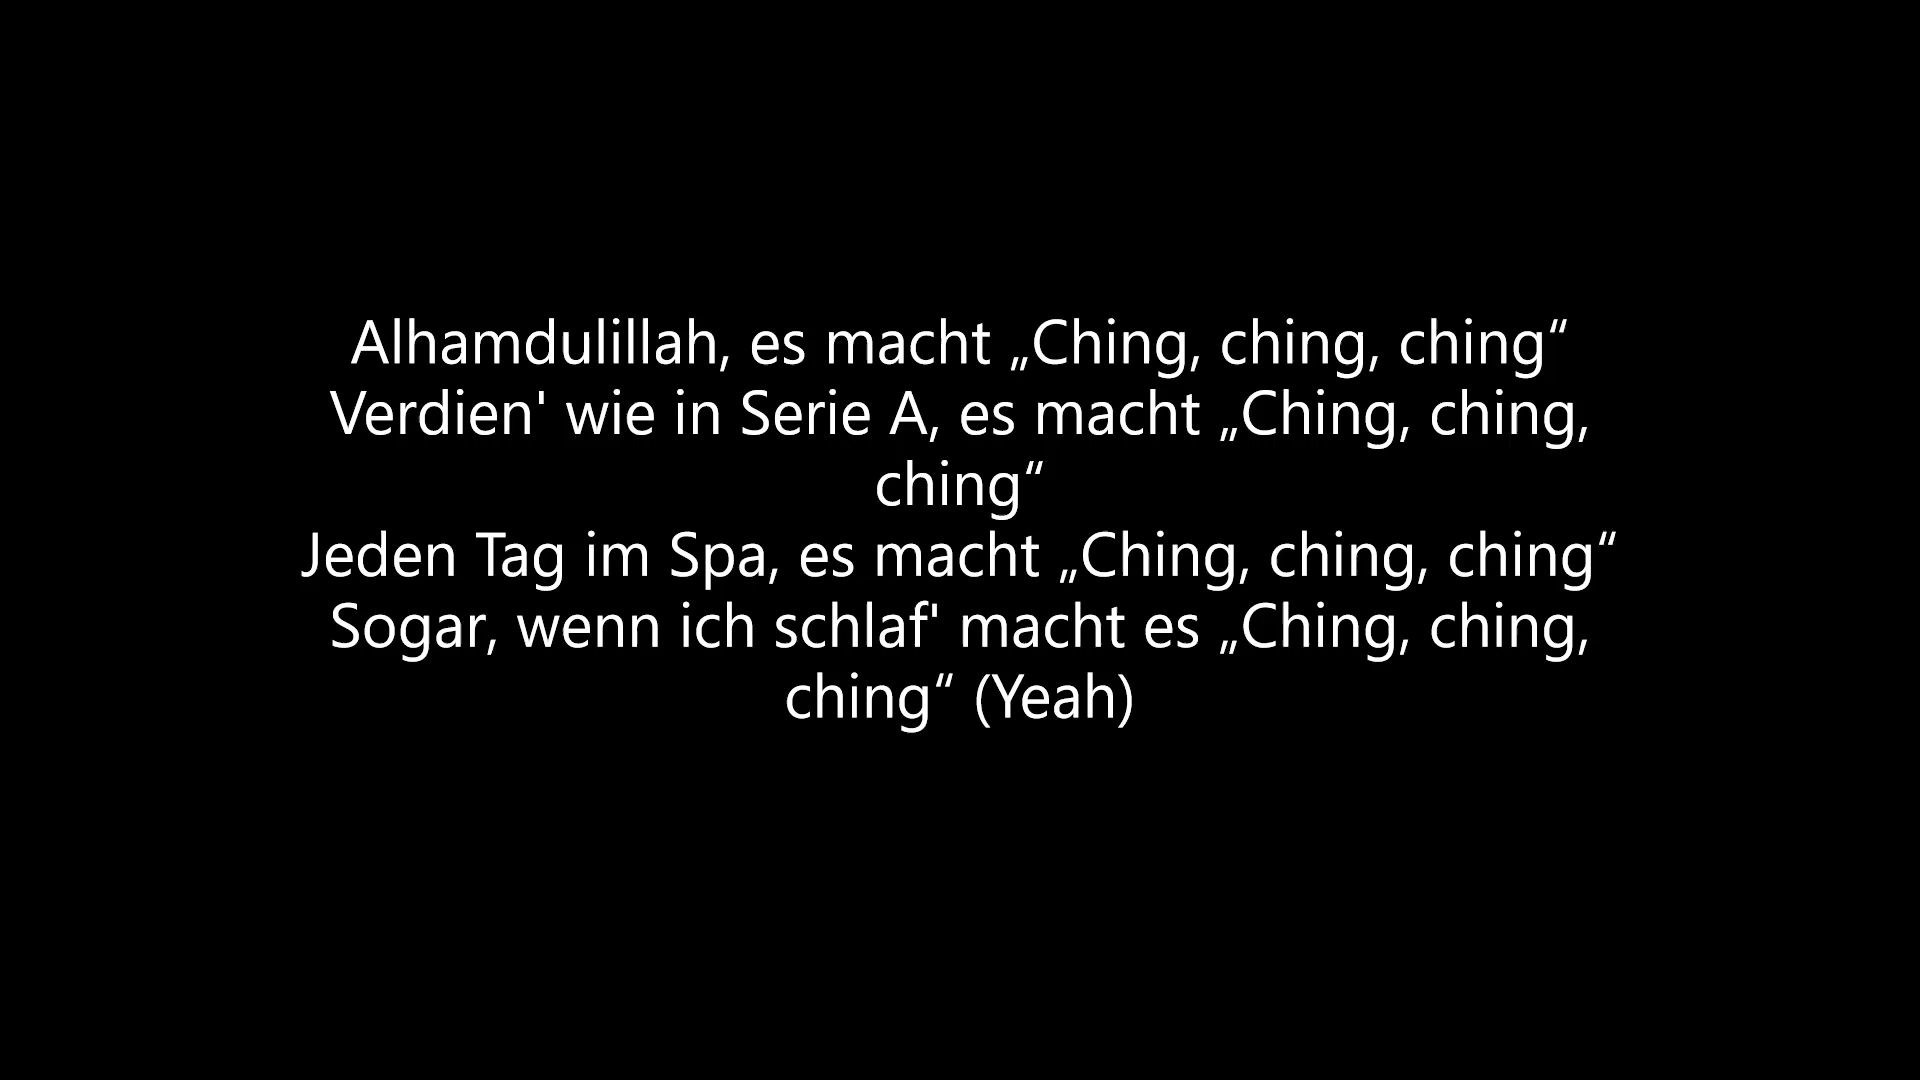 Alhamdulillah, es macht „Ching, ching, ching“
Verdien' wie in Serie A, es macht „Ching, ching,
ching“
Jeden Tag im Spa, es macht „Ching, ching, ching“
Sogar, wenn ich schlaf' macht es „Ching, ching,
ching“ (Yeah)